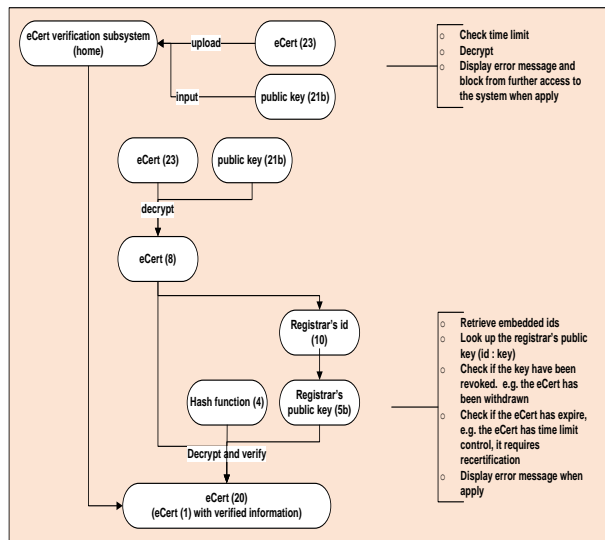 eCert verification subsystem
(home)
upload
eCert (23)
input
public key (21b)
○ Check time limit
○ Decrypt
○ Display error message and
block from further access to
the system when apply
eCert (23)
public key (21b)
decrypt
eCert (8)
Registrar's id
(10)
Hash function (4)
Registrar's
public key (5b)
Decrypt and verify
eCert (20)
(eCert (1) with verified information)
○ Retrieve embedded ids
○ Look up the registrar's public
key (id : key)
○ Check if the key have been
revoked. e.g. the eCert has
been withdrawn
○ Check if the eCert has expire,
e.g. the eCert has time limit
control, it requires
recertification
○ Display error message when
apply